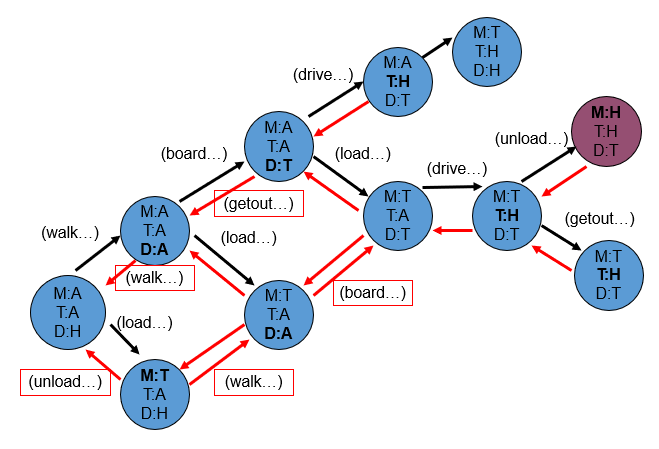 M:T
T:H
D:H
M:A
T:H
D:T
(drive…)
M:H
T:H
D:T
(unload…)
M:A
T:A
D:T
(board…)
(load…)
(drive…)
M:T
T:A
D:T
M:T
T:H
D:T
(getout…)
(getout…)
M:A
T:A
D:A
(walk…)
(load…)
M:T
T:H
D:T
(walk…)
M:A
T:A
D:H
M:T
T:A
D:A
(board…)
(load…)
M:T
T:A
D:H
(unload…)
(walk…)